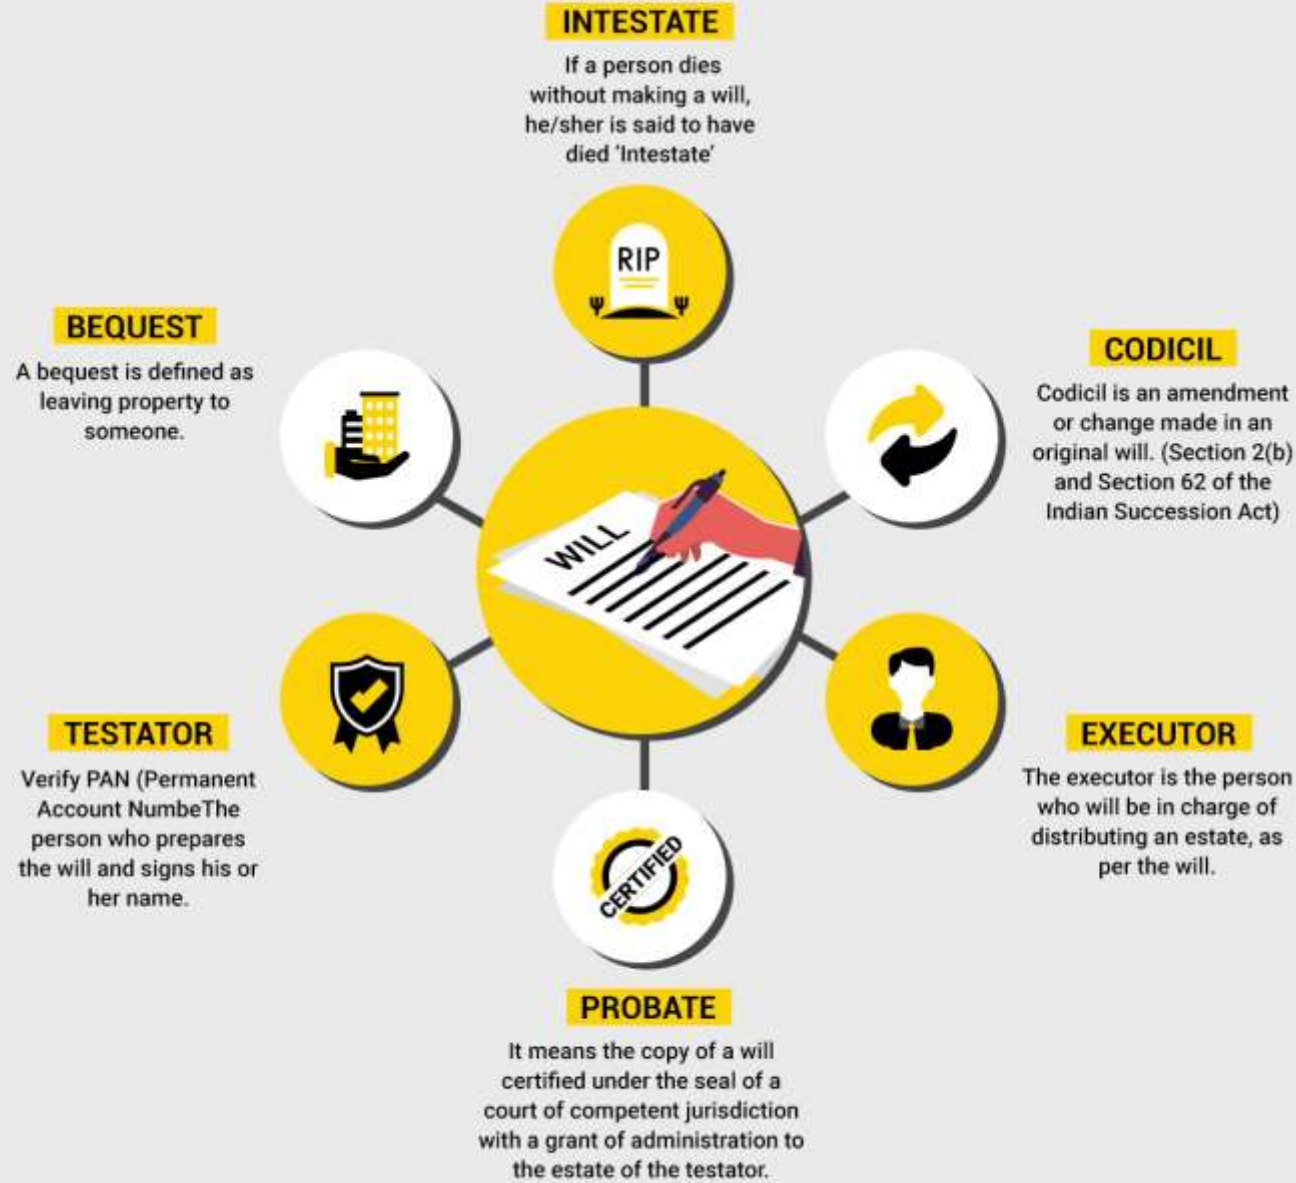 INTESTATE
If a person dies
without making a will,
he/sher is said to have
died ‘Intestate’
RIP
BEQUEST
A bequest is defined as
leaving property to
someone.
CODICIL
Codicil is an amendment
or change made in an
original will. (Section 2(b)
and Section 62 of the
Indian Succession Act)
WILL
TESTATOR
Verify PAN (Permanent
Account NumbeThe
person who prepares
the will and signs his or
her name.
EXECUTOR
The executor is the person
who will be in charge of
distributing an estate, as
per the will.
CERTIFIED
PROBATE
It means the copy of a will
certified under the seal of a
court of competent jurisdiction
with a grant of administration to
the estate of the testator.